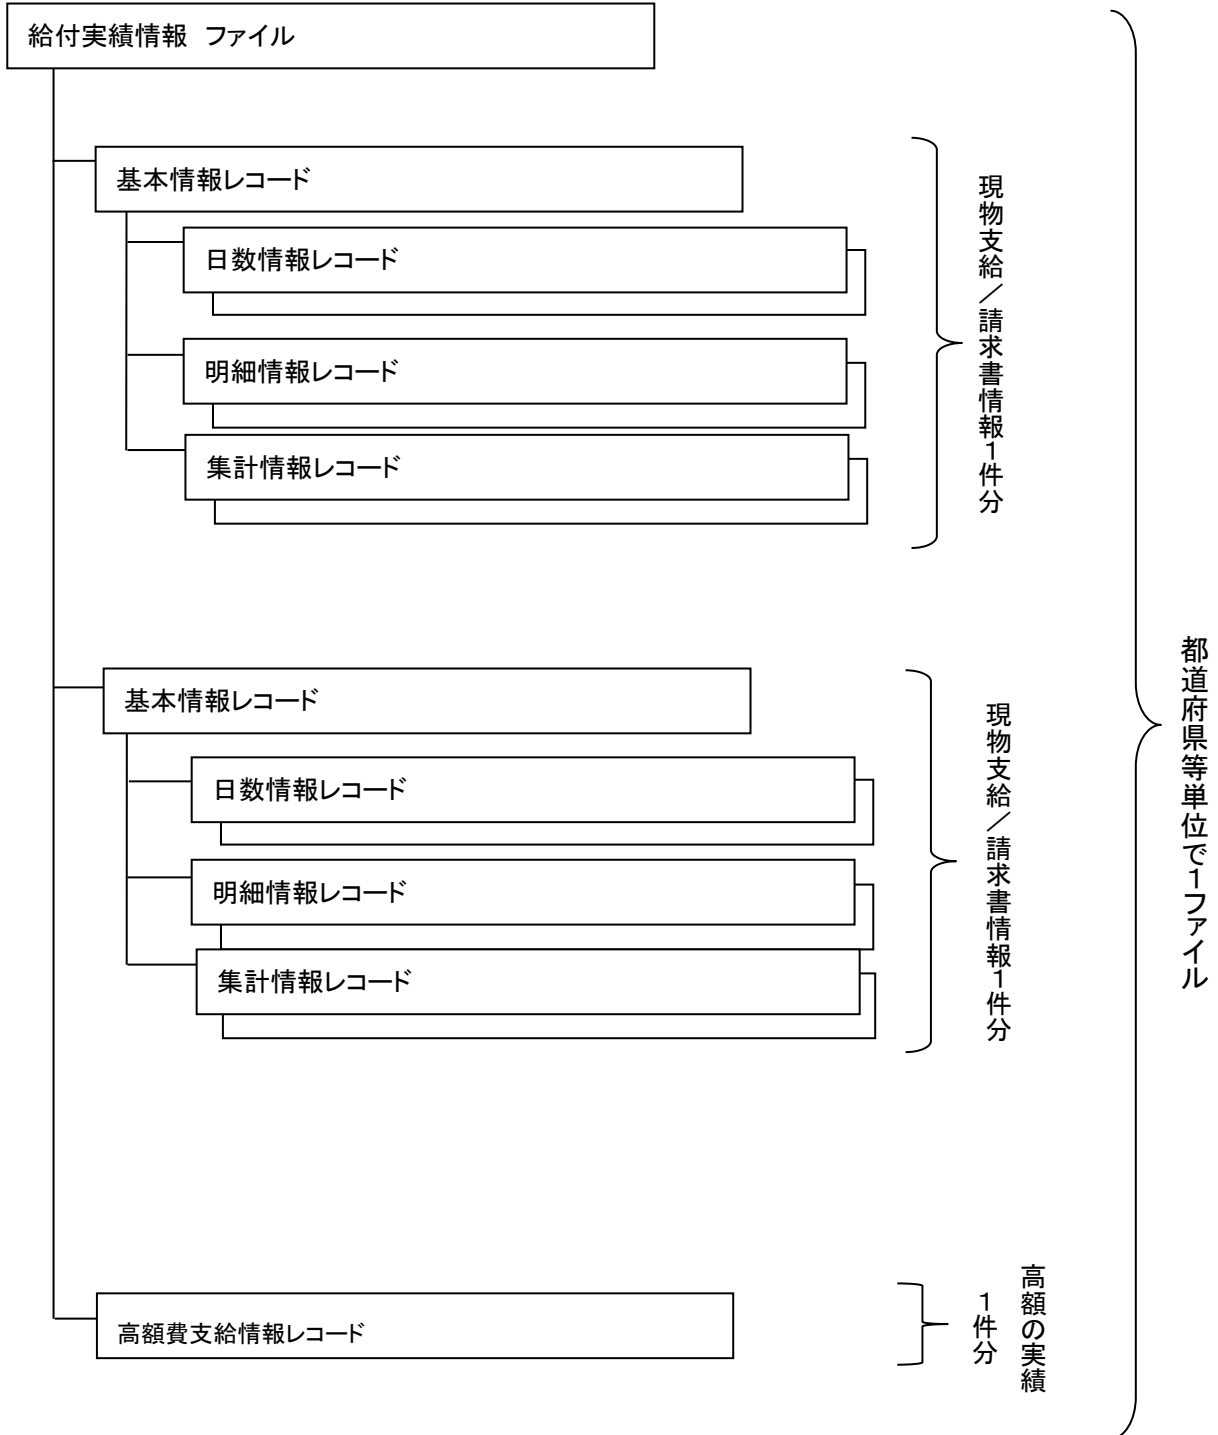 給付実績情報　ファイル
基本情報レコード
日数情報レコード
明細情報レコード
集計情報レコード
現物支給／請求書情報１件分
基本情報レコード
日数情報レコード
明細情報レコード
集計情報レコード
現物支給／請求書情報１件分
高額費支給情報レコード
高額の実績
１件分
都道府県等単位で１ファイル